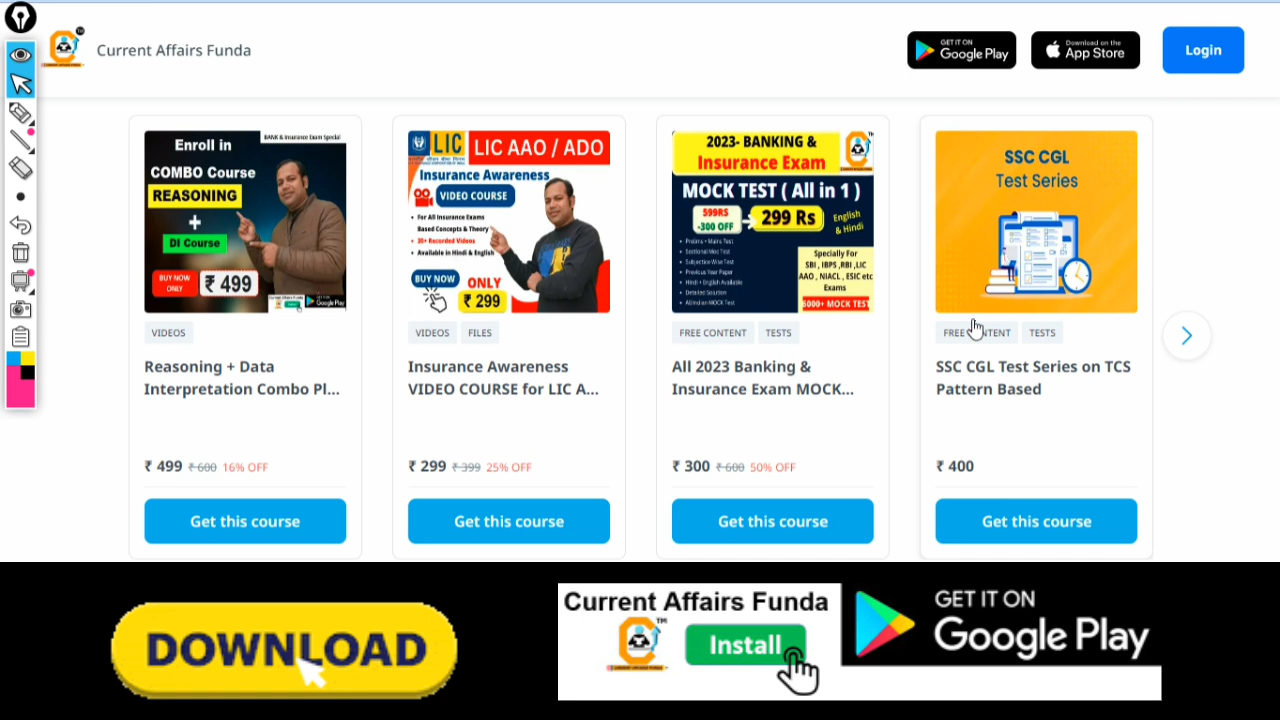 Current Affairs Funda
GET IT ON
Google Play
Download on the
App Store
Login
BANK & Insurance Exam Special
Enroll in
COMBO Course
REASONING
+
DI Course
BUY NOW
ONLY
₹ 499
VIDEOS
Reasoning + Data
Interpretation Combo Pl...
₹ 499 ₹ 600 16% OFF
Get this course
LIC
LIC AAO / ADO
Insurance Awareness
VIDEO COURSE
• For All Insurance Exams
Based Concepts & Theory
• 30+ Recorded Videos
• Available in Hindi & English
BUY NOW
ONLY
₹ 299
VIDEOS FILES
Insurance Awareness
VIDEO COURSE for LIC A...
₹ 299 ₹ 399 25% OFF
Get this course
2023- BANKING &
Insurance Exam
MOCK TEST ( All in 1 )
599RS
-300 OFF
299 Rs
English
& Hindi
• Prelims + Mains Test
• Sectional Moc Test
• Subjectice Wise Test
• Previous Year Paper
• Hindi + English Available
• Detailed Solution
• All Indian MOCK Test
Specially For
SBI , IBPS ,RBI ,LIC
AAO , NIACL , ESIC etc
Exams
6000+ MOCK TEST
FREE CONTENT TESTS
All 2023 Banking &
Insurance Exam MOCK...
₹ 300 ₹ 600 50% OFF
Get this course
SSC CGL
Test Series
FREE CONTENT TESTS
SSC CGL Test Series on TCS
Pattern Based
₹ 400
Get this course
DOWNLOAD
Current Affairs Funda
TM
Install
GET IT ON
Google Play